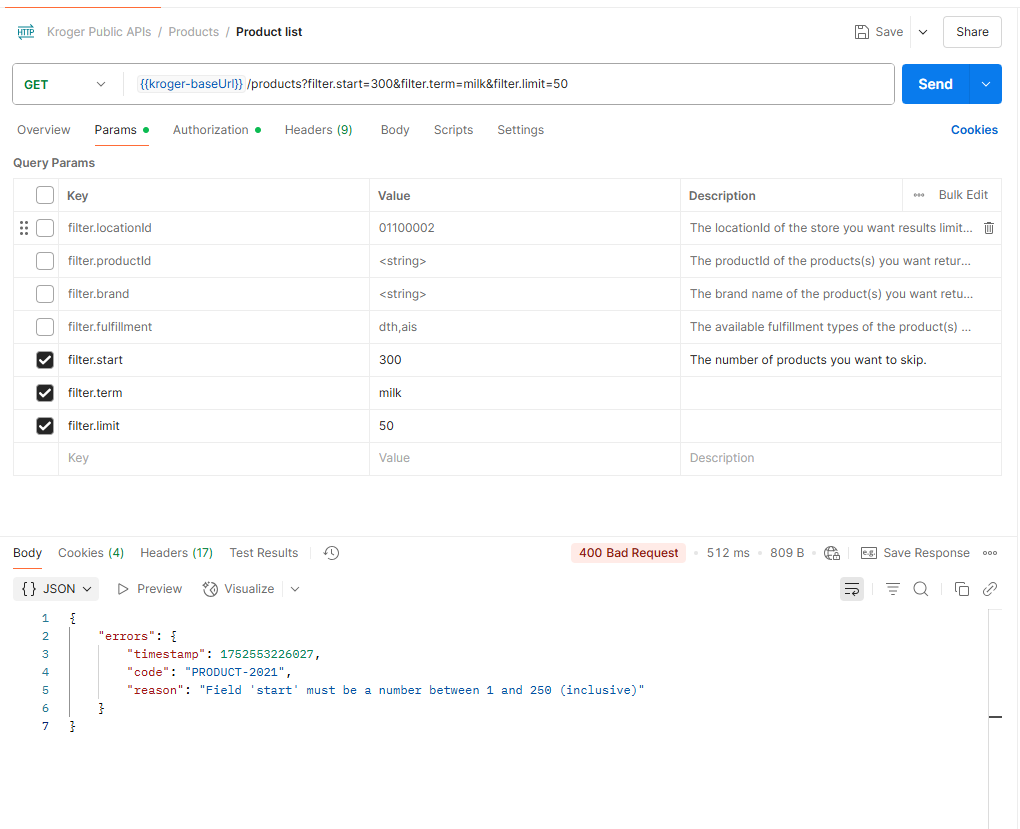 HTTP Kroger Public APIs / Products / Product list Save Share
GET {{kroger-baseUrl}} /products?filter.start=300&filter.term=milk&filter.limit=50 Send
Overview Params Authorization Headers (9) Body Scripts Settings Cookies
Query Params
Key Value Description ••• Bulk Edit
filter.locationId 01100002 The locationId of the store you want results limit...
filter.productId <string> The productId of the products(s) you want retur...
filter.brand <string> The brand name of the product(s) you want retu...
filter.fulfillment dth,ais The available fulfillment types of the product(s) ...
filter.start 300 The number of products you want to skip.
filter.term milk
filter.limit 50
Key Value Description
Body Cookies (4) Headers (17) Test Results 400 Bad Request • 512 ms • 809 B • e.g. Save Response •••
{} JSON Preview Visualize
1 {
2 "errors": {
3 "timestamp": 1752553226027,
4 "code": "PRODUCT-2021",
5 "reason": "Field 'start' must be a number between 1 and 250 (inclusive)"
6 }
7 }